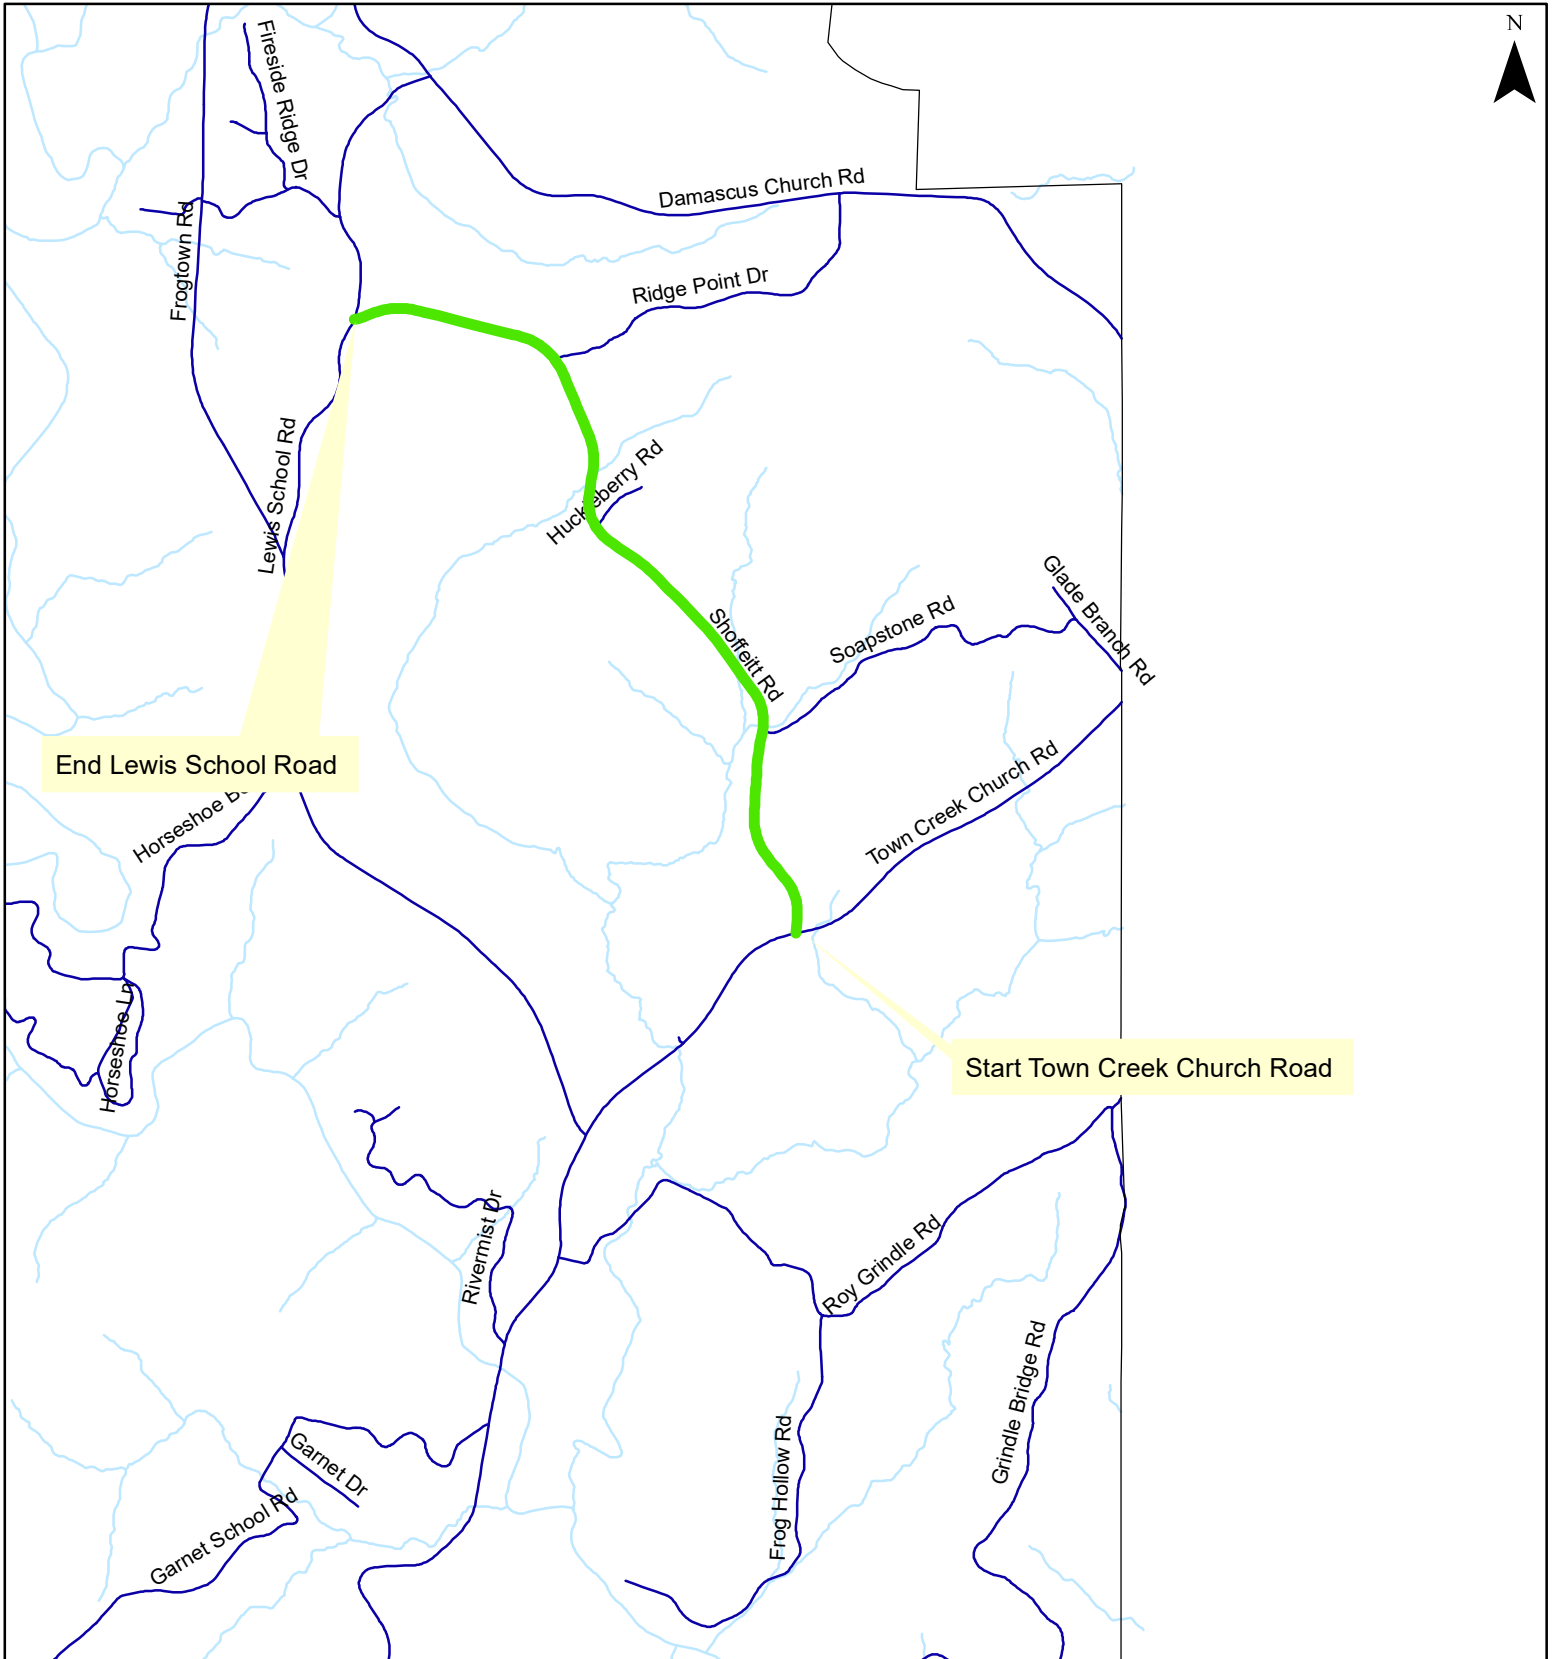 N
Fireside Ridge Dr
Damascus Church Rd
Frogtown Rd
Ridge Point Dr
Lewis School Rd
Huckleberry Rd
Glade Branch Rd
Soapstone Rd
Shoffeitt Rd
End Lewis School Road
Town Creek Church Rd
Horseshoe
Horseshoe Ln
Start Town Creek Church Road
Rivermist Dr
Roy Grindle Rd
Grindle Bridge Rd
Garnet Dr
Frog Hollow Rd
Garnet School Rd